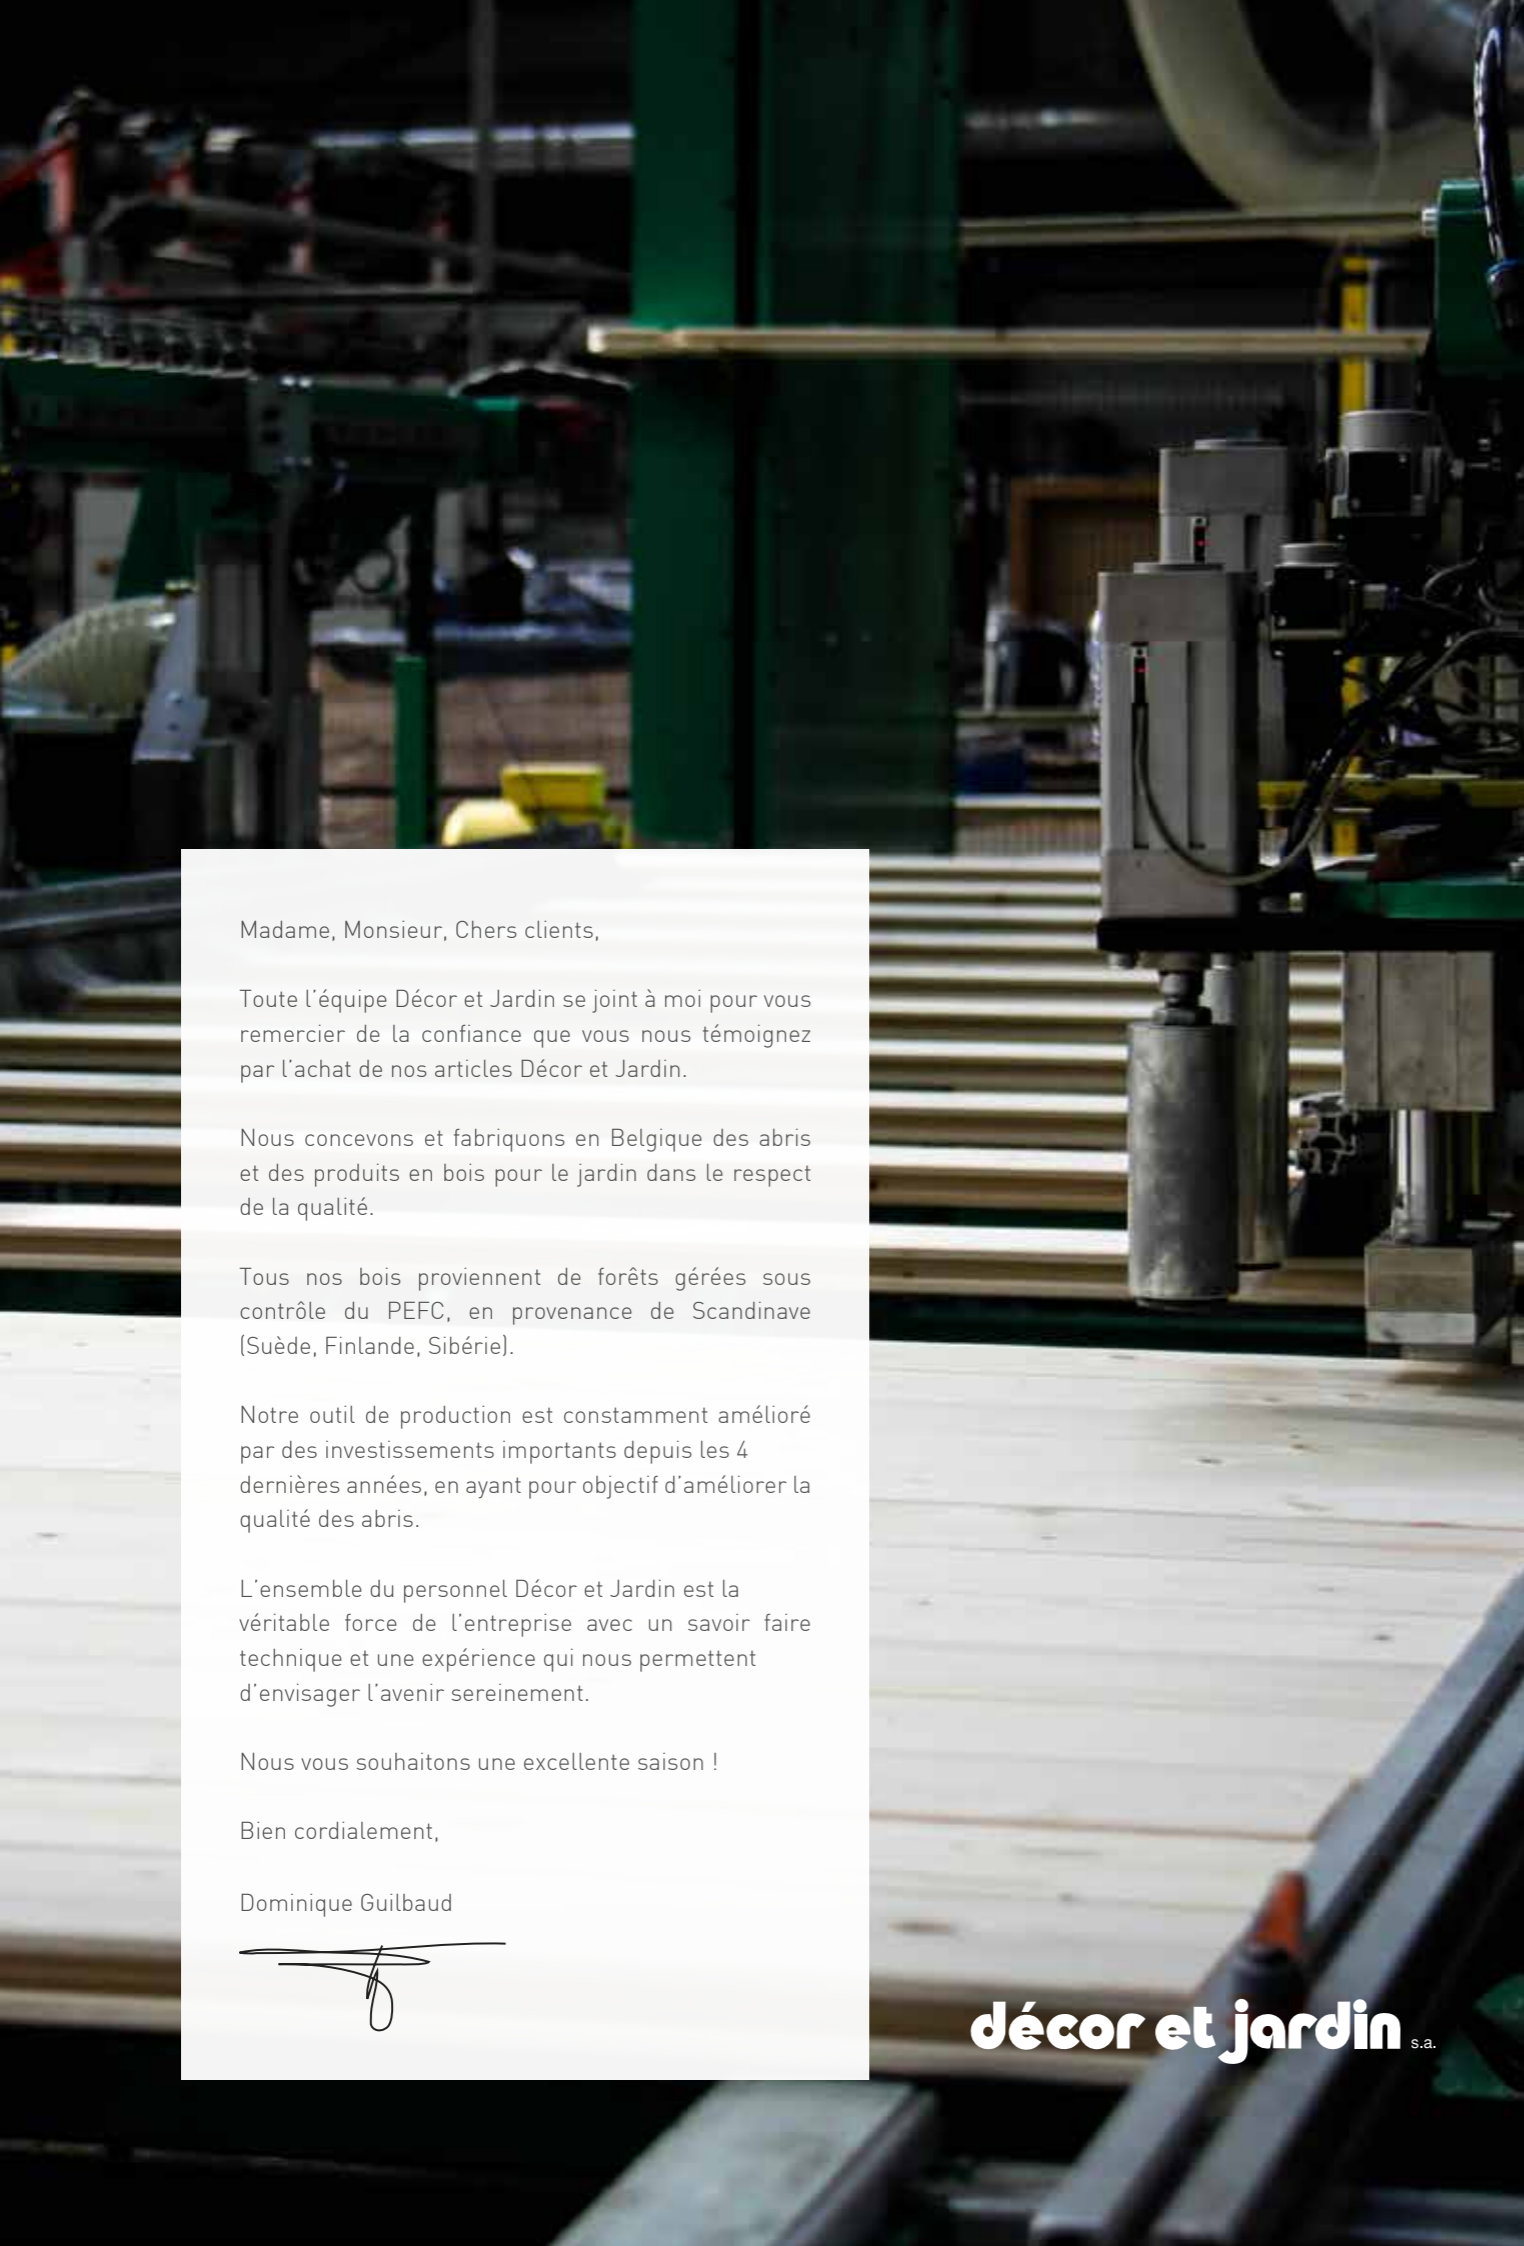 Madame, Monsieur, Chers clients,
Toute l'équipe Décor et Jardin se joint à moi pour vous
remercier de la confiance que vous nous témoignez
par l'achat de nos articles Décor et Jardin.
Nous concevons et fabriquons en Belgique des abris
et des produits en bois pour le jardin dans le respect
de la qualité.
Tous nos bois proviennent de forêts gérées sous
contrôle du PEFC, en provenance de Scandinave
(Suède, Finlande, Sibérie).
Notre outil de production est constamment amélioré
par des investissements importants depuis les 4
dernières années, en ayant pour objectif d'améliorer la
qualité des abris.
L'ensemble du personnel Décor et Jardin est la
véritable force de l'entreprise avec un savoir faire
technique et une expérience qui nous permettent
d'envisager l'avenir sereinement.
Nous vous souhaitons une excellente saison !
Bien cordialement,
Dominique Guilbaud
décor et jardin s.a.